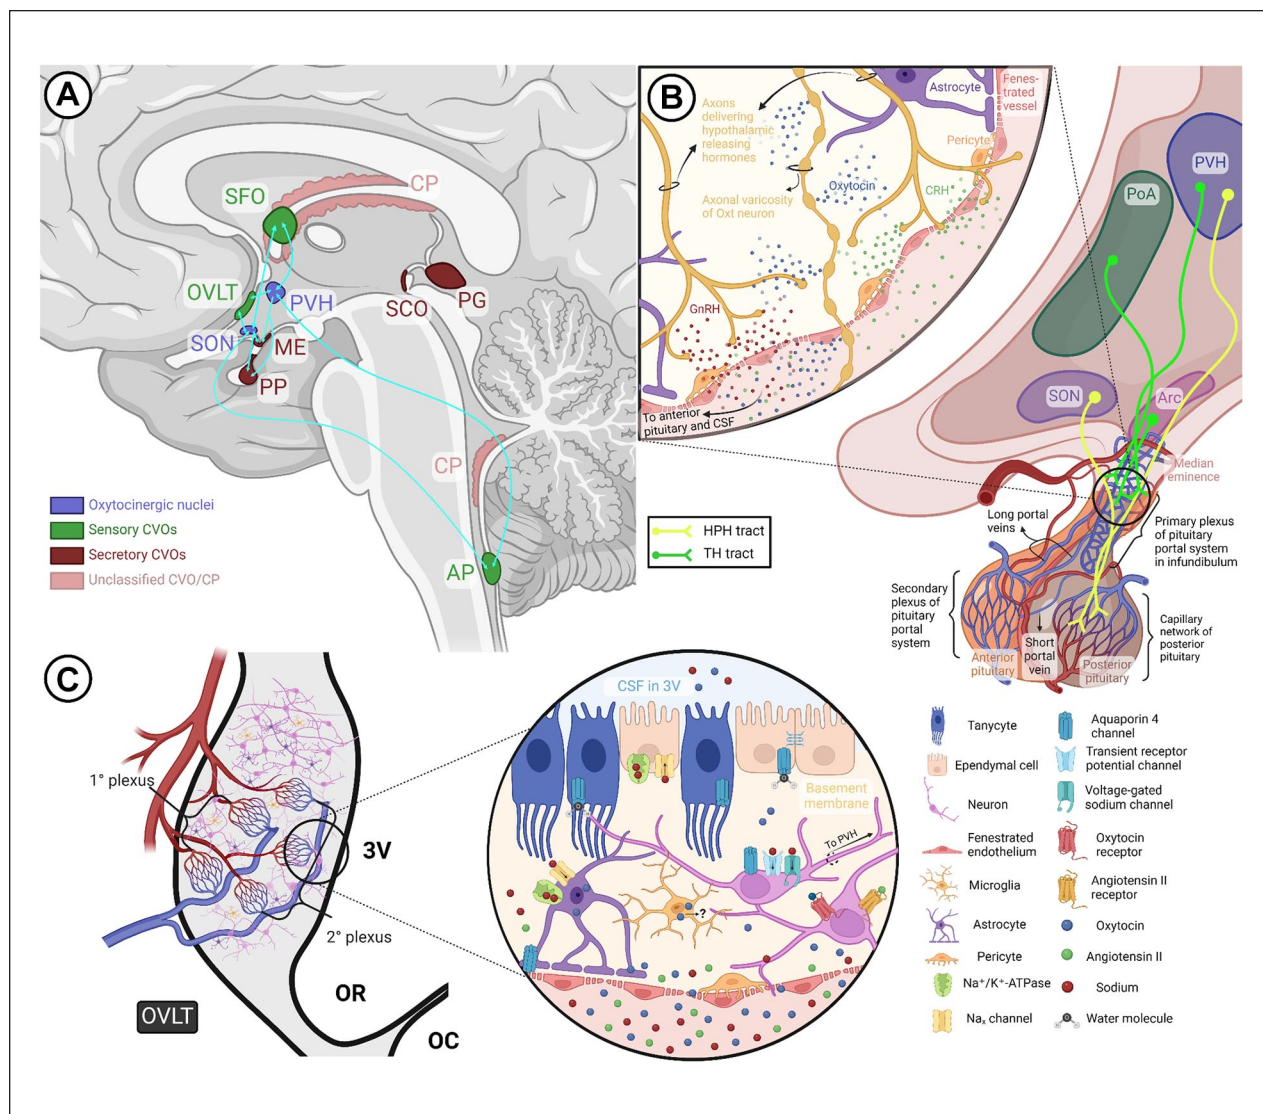 A
SFO
CP
OVLT
PVH
SCO
PG
SON
ME
PP
CP
AP
Oxytocinergic nuclei
Sensory CVOs
Secretory CVOs
Unclassified CVO/CP
B
Axons
delivering
hypothalamic
releasing
hormones
Astrocyte
Fenes-
trated
vessel
Pericyte
Axonal varicosity
of Oxt neuron
Oxytocin
CRH
GnRH
To anterior
pituitary and CSF
PVH
PoA
SON
Arc
Median
eminence
HPH tract
TH tract
Long portal
veins
Primary plexus
of pituitary
portal system
in infundibulum
Secondary
plexus of
pituitary
portal
system
Anterior
pituitary
Short
portal
vein
Posterior
pituitary
Capillary
network of
posterior
pituitary
C
1° plexus
3V
2° plexus
OR
OVLT
OC
CSF in 3V
Basement
membrane
To PVH
?
Tanycyte
Ependymal cell
Neuron
Fenestrated
endothelium
Microglia
Astrocyte
Pericyte
Na⁺/K⁺-ATPase
Naₓ channel
Aquaporin 4
channel
Transient receptor
potential channel
Voltage-gated
sodium channel
Oxytocin
receptor
Angiotensin II
receptor
Oxytocin
Angiotensin II
Sodium
Water molecule